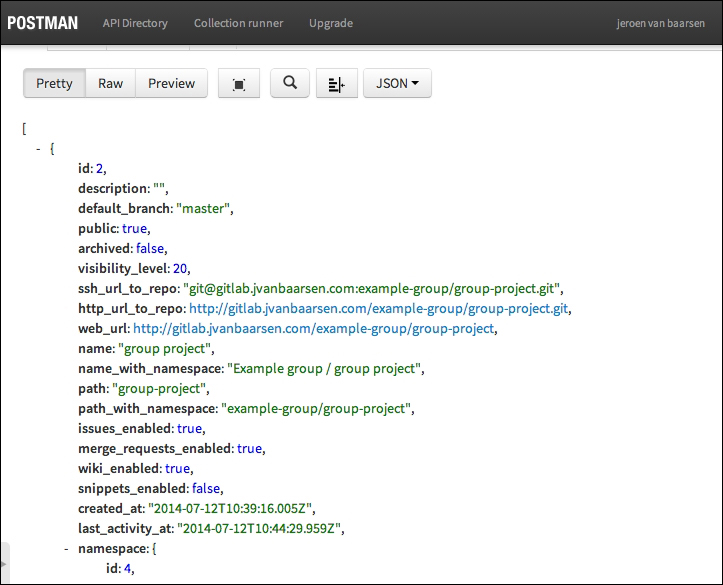 POSTMAN API Directory Collection runner Upgrade jeroen van baarsen
Pretty Raw Preview JSON
[
- {
id: 2,
description: "",
default_branch: "master",
public: true,
archived: false,
visibility_level: 20,
ssh_url_to_repo: "git@gitlab.jvanbaarsen.com:example-group/group-project.git",
http_url_to_repo: http://gitlab.jvanbaarsen.com/example-group/group-project.git,
web_url: http://gitlab.jvanbaarsen.com/example-group/group-project,
name: "group project",
name_with_namespace: "Example group / group project",
path: "group-project",
path_with_namespace: "example-group/group-project",
issues_enabled: true,
merge_requests_enabled: true,
wiki_enabled: true,
snippets_enabled: false,
created_at: "2014-07-12T10:39:16.005Z",
last_activity_at: "2014-07-12T10:44:29.959Z",
- namespace: {
id: 4,